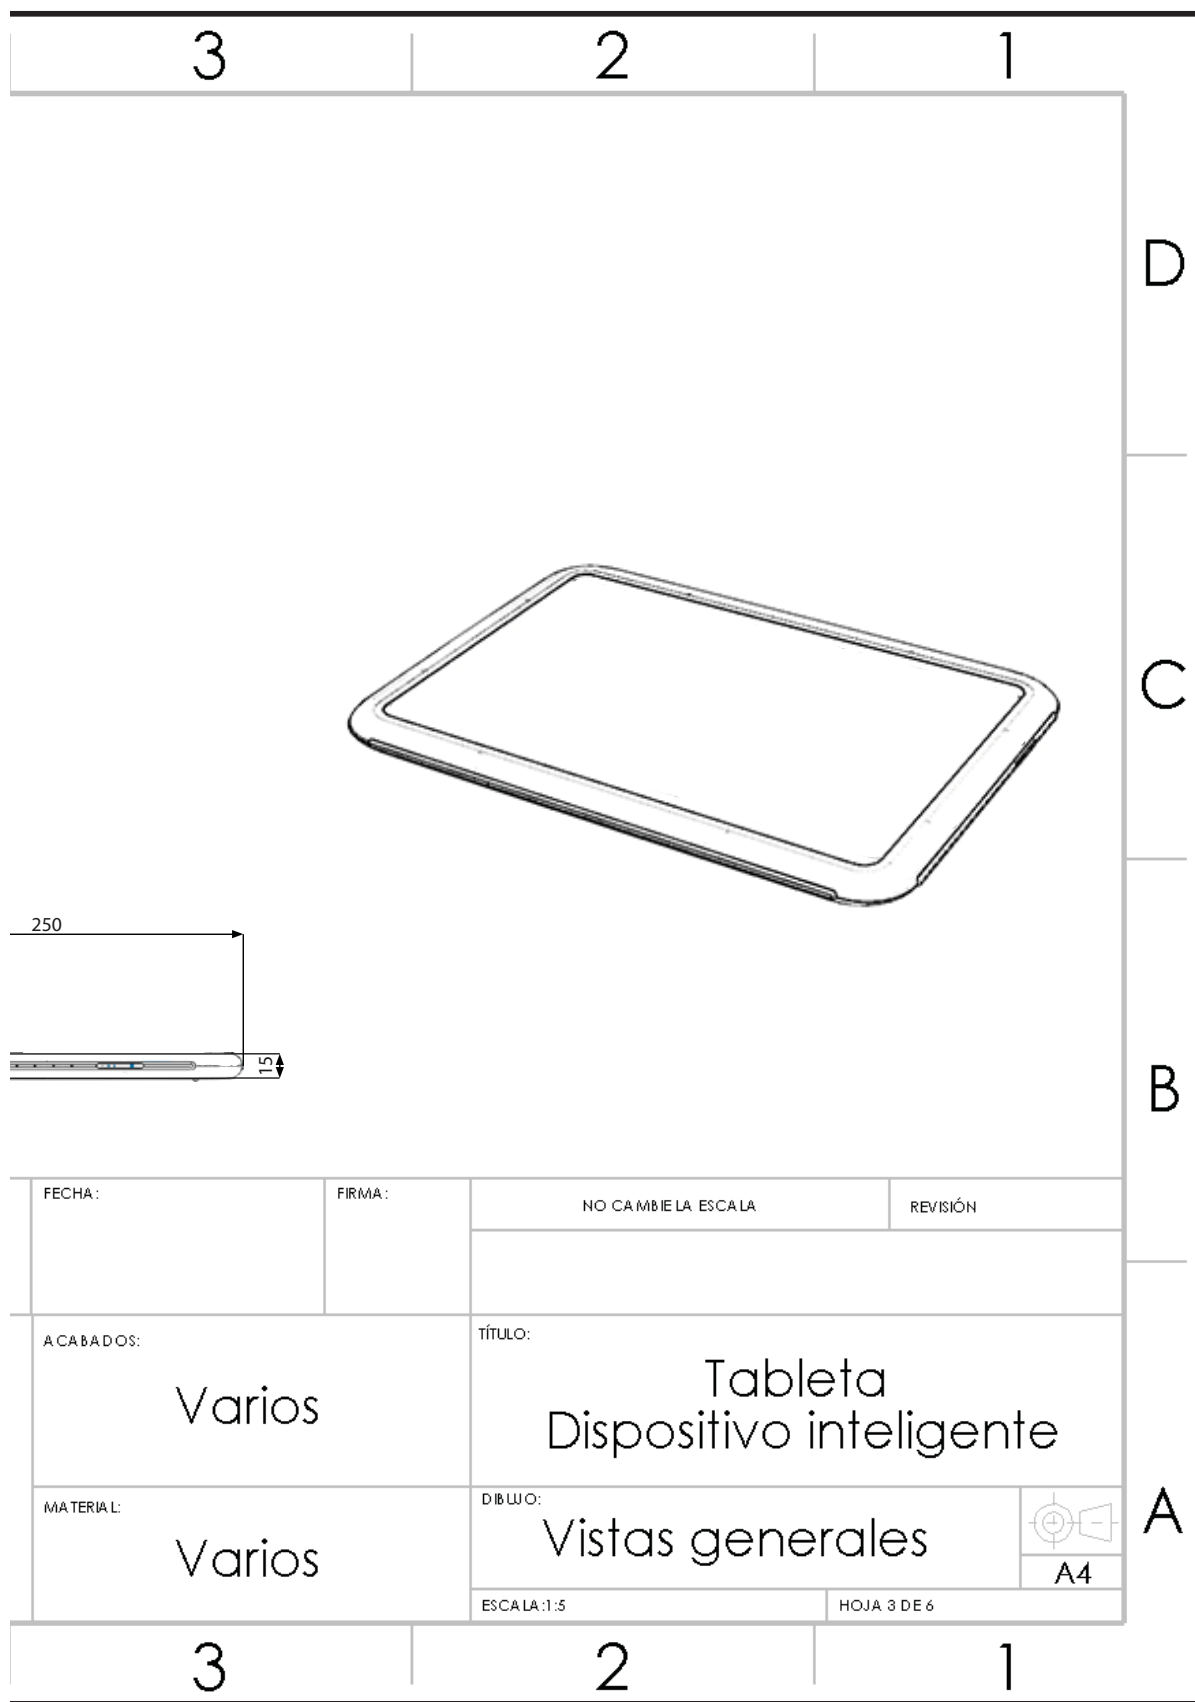 3 2 1
D
C
250
15
B
FECHA: FIRMA: NO CAMBIE LA ESCALA REVISIÓN
ACABADOS:
Varios
TÍTULO:
Tableta
Dispositivo inteligente
MATERIAL:
Varios
DIBUJO:
Vistas generales
A
A4
ESCALA:1:5 HOJA 3 DE 6
3 2 1